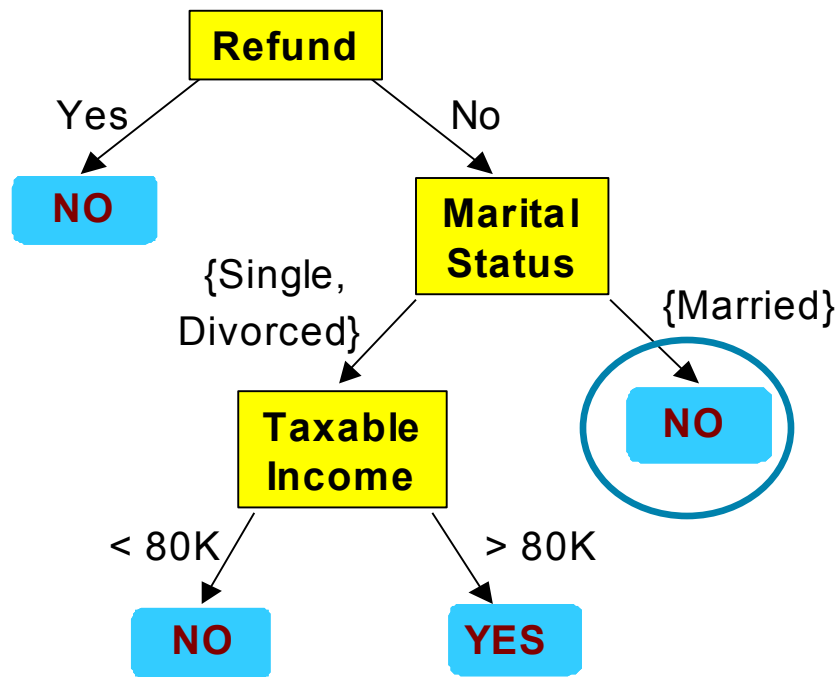 Refund
Yes
No
NO
Marital
Status
{Single,
Divorced}
{Married}
Taxable
Income
NO
< 80K
> 80K
NO
YES